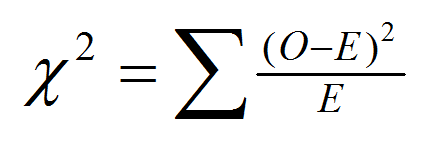 χ² = ∑ (O−E)² / E